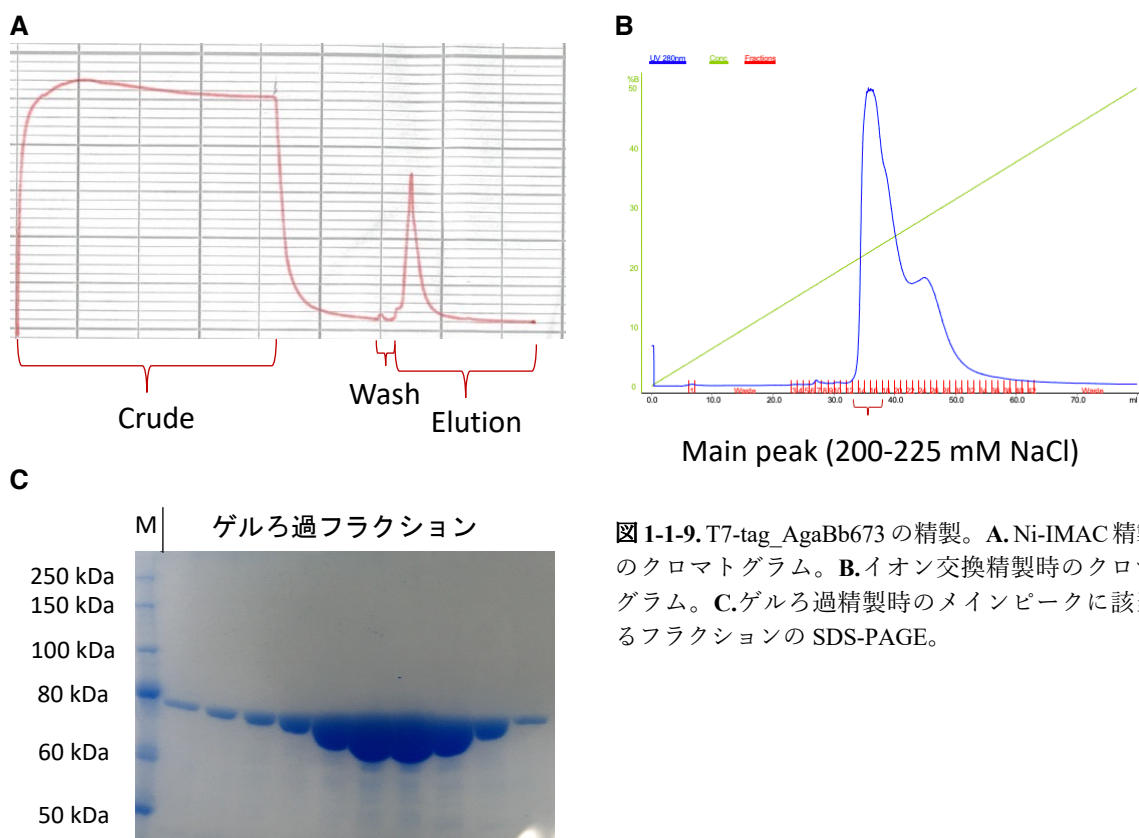 A
Crude
Wash
Elution
B
UV 280nm Conc Fractions
%B
50
40
30
20
10
0
Waste
Waste
0.0 10.0 20.0 30.0 40.0 50.0 60.0 70.0 ml
Main peak (200-225 mM NaCl)
C
M ゲルろ過フラクション
250 kDa
150 kDa
100 kDa
80 kDa
60 kDa
50 kDa
図 1-1-9. T7-tag_AgaBb673 の精製。A. Ni-IMAC 精製
のクロマトグラム。B.イオン交換精製時のクロマ
グラム。C.ゲルろ過精製時のメインピークに該
るフラクションの SDS-PAGE。